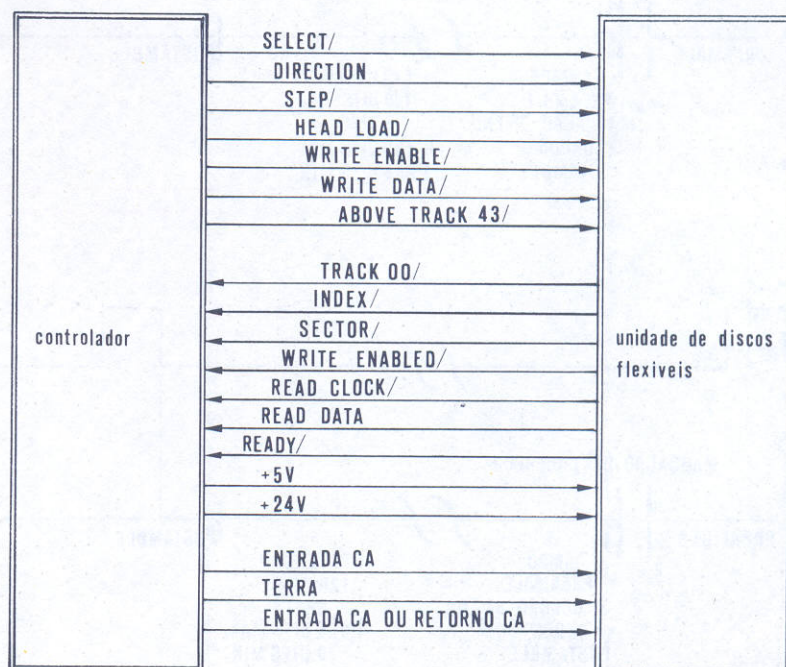 SELECT/
DIRECTION
STEP/
HEAD LOAD/
WRITE ENABLE/
WRITE DATA/
ABOVE TRACK 43/
TRACK 00/
INDEX/
SECTOR/
controlador
unidade de discos
flexiveis
WRITE ENABLED/
READ CLOCK/
READ DATA
READY/
+5V
+24V
ENTRADA CA
TERRA
ENTRADA CA OU RETORNO CA